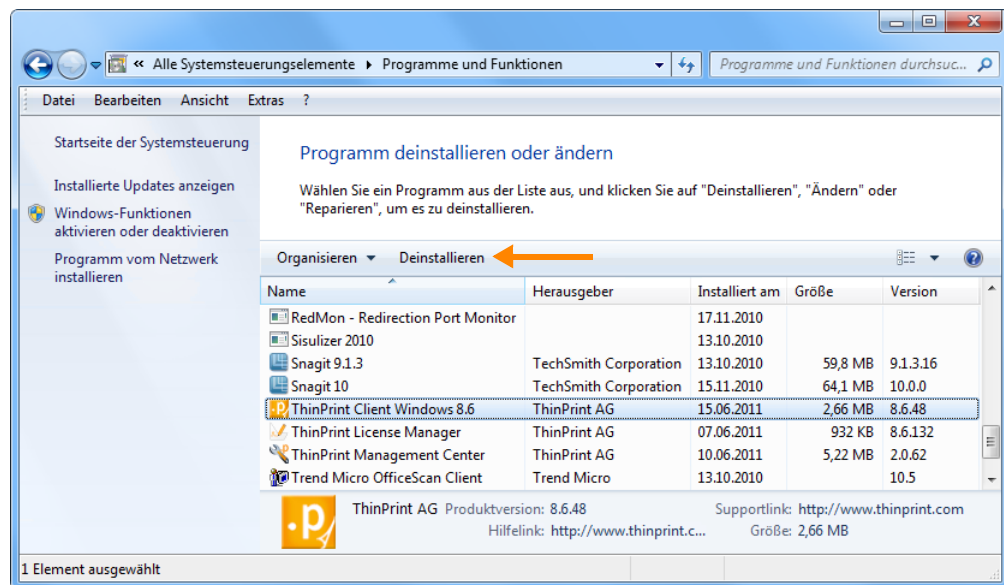 « Alle Systemsteuerungselemente ▸ Programme und Funktionen
Programme und Funktionen durchsuc...
Datei Bearbeiten Ansicht Extras ?
Startseite der Systemsteuerung
Installierte Updates anzeigen
Windows-Funktionen
aktivieren oder deaktivieren
Programm vom Netzwerk
installieren
Programm deinstallieren oder ändern
Wählen Sie ein Programm aus der Liste aus, und klicken Sie auf "Deinstallieren", "Ändern" oder
"Reparieren", um es zu deinstallieren.
Organisieren Deinstallieren
Name Herausgeber Installiert am Größe Version
RedMon - Redirection Port Monitor 17.11.2010
Sisulizer 2010 13.10.2010
Snagit 9.1.3 TechSmith Corporation 13.10.2010 59,8 MB 9.1.3.16
Snagit 10 TechSmith Corporation 15.11.2010 64,1 MB 10.0.0
ThinPrint Client Windows 8.6 ThinPrint AG 15.06.2011 2,66 MB 8.6.48
ThinPrint License Manager ThinPrint AG 07.06.2011 932 KB 8.6.132
ThinPrint Management Center ThinPrint AG 10.06.2011 5,22 MB 2.0.62
Trend Micro OfficeScan Client Trend Micro 13.10.2010 10.5
.p
ThinPrint AG Produktversion: 8.6.48 Supportlink: http://www.thinprint.com
Hilfelink: http://www.thinprint.c... Größe: 2,66 MB
1 Element ausgewählt